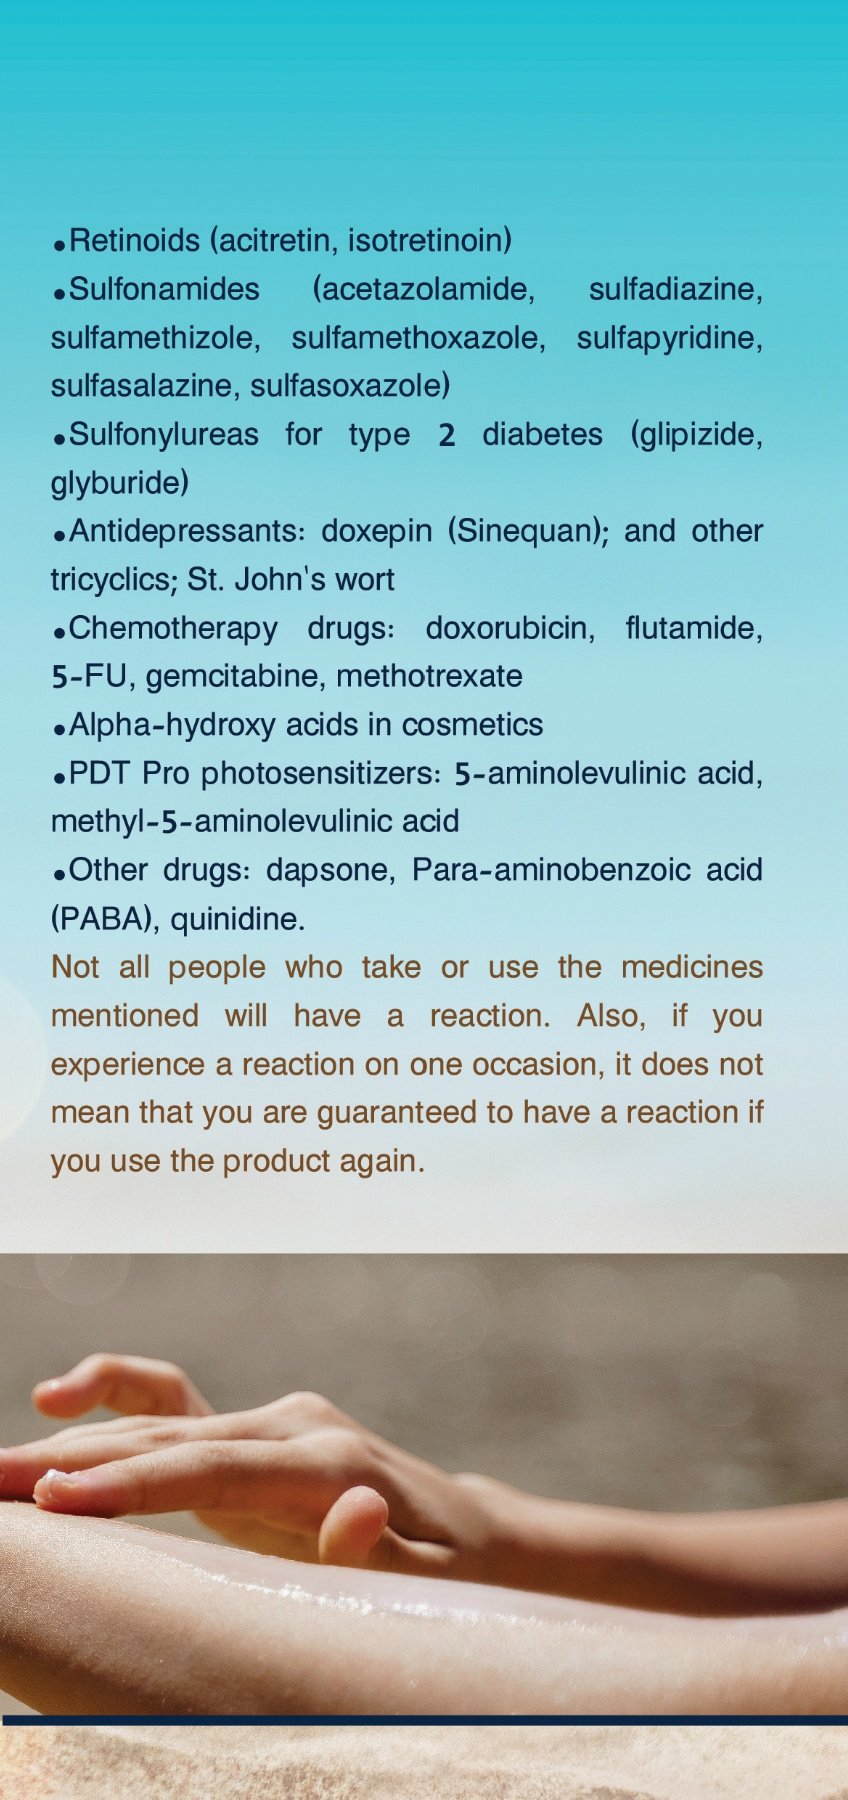 •Retinoids (acitretin, isotretinoin)
•Sulfonamides (acetazolamide, sulfadiazine,
sulfamethizole, sulfamethoxazole, sulfapyridine,
sulfasalazine, sulfasoxazole)
•Sulfonylureas for type 2 diabetes (glipizide,
glyburide)
•Antidepressants: doxepin (Sinequan); and other
tricyclics; St. John's wort
•Chemotherapy drugs: doxorubicin, flutamide,
5-FU, gemcitabine, methotrexate
•Alpha-hydroxy acids in cosmetics
•PDT Pro photosensitizers: 5-aminolevulinic acid,
methyl-5-aminolevulinic acid
•Other drugs: dapsone, Para-aminobenzoic acid
(PABA), quinidine.
Not all people who take or use the medicines
mentioned will have a reaction. Also, if you
experience a reaction on one occasion, it does not
mean that you are guaranteed to have a reaction if
you use the product again.